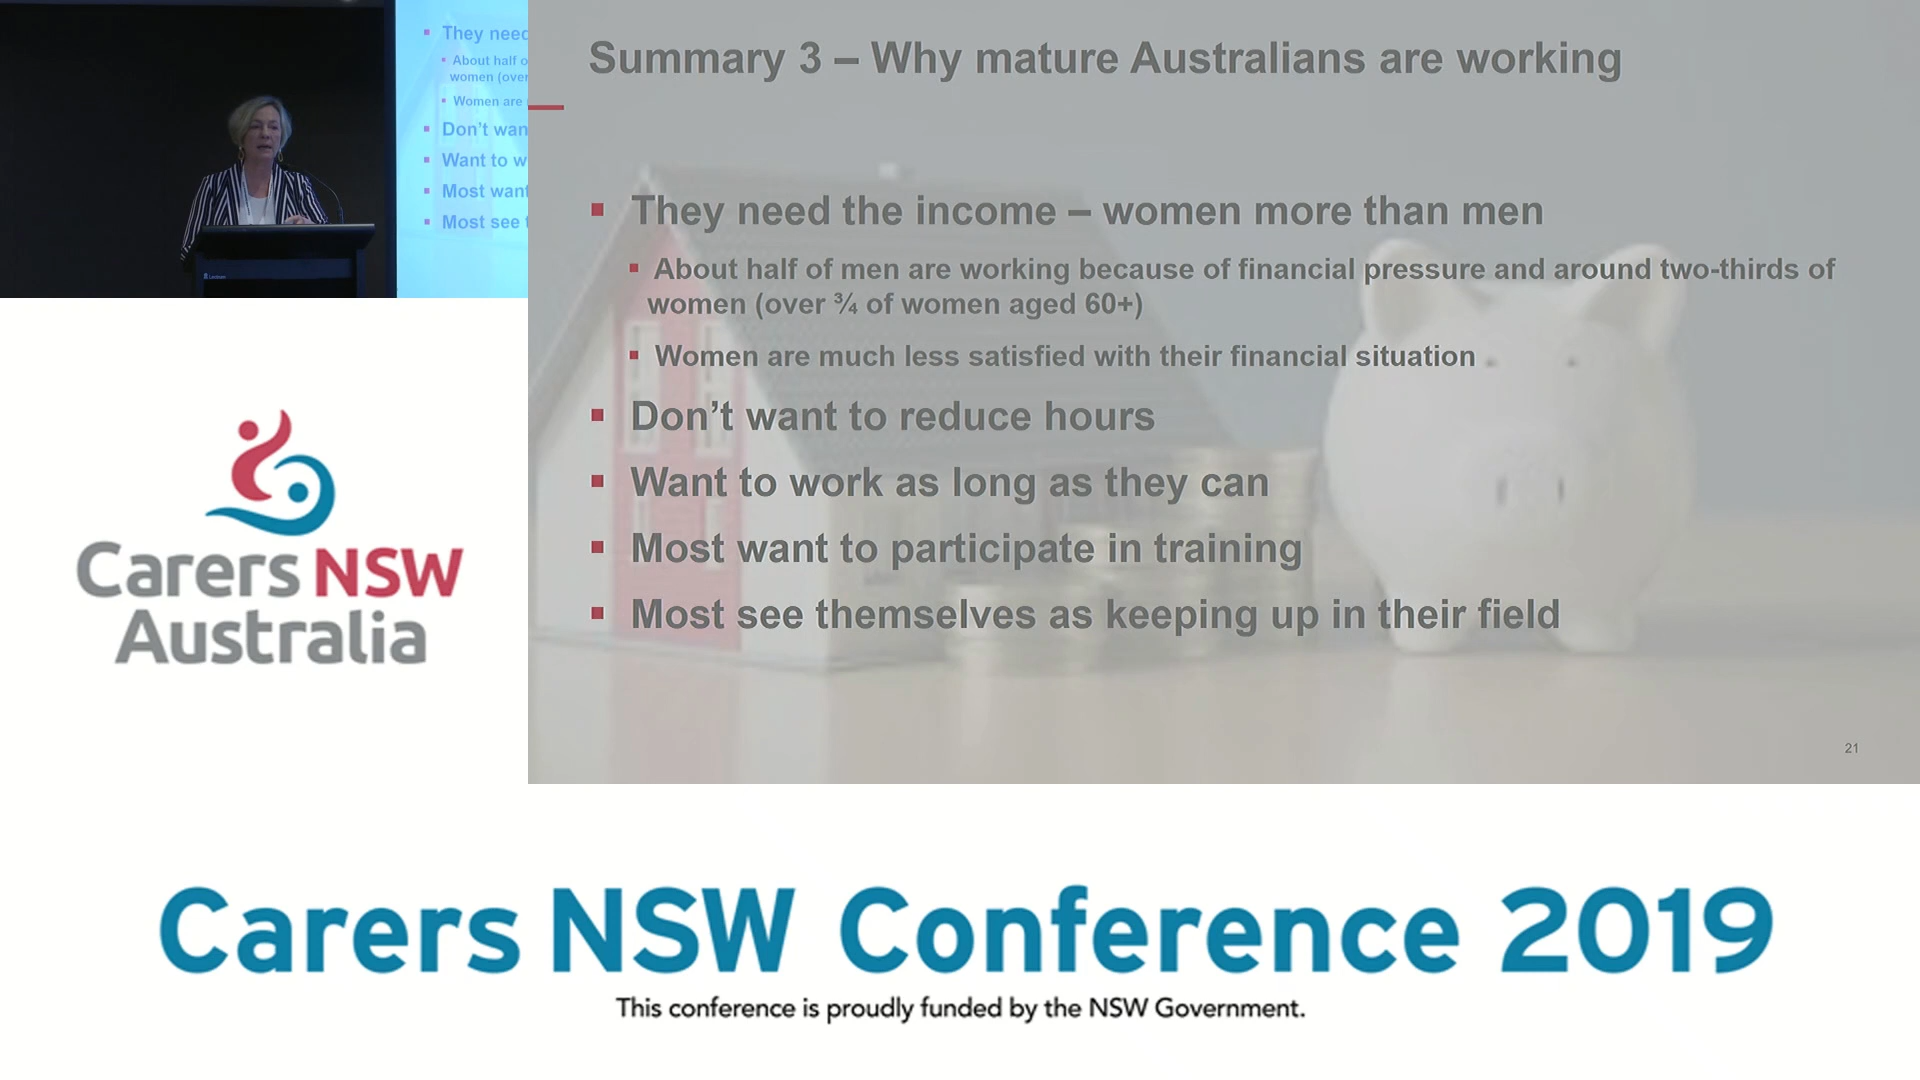 They need
About half o
women (over
Women are
Don’t wan
Want to w
Most want
Most see t
Summary 3 – Why mature Australians are working
▪ They need the income – women more than men
▪ About half of men are working because of financial pressure and around two-thirds of
women (over ¾ of women aged 60+)
▪ Women are much less satisfied with their financial situation
▪ Don’t want to reduce hours
▪ Want to work as long as they can
▪ Most want to participate in training
▪ Most see themselves as keeping up in their field
21
Carers NSW
Australia
Carers NSW Conference 2019
This conference is proudly funded by the NSW Government.